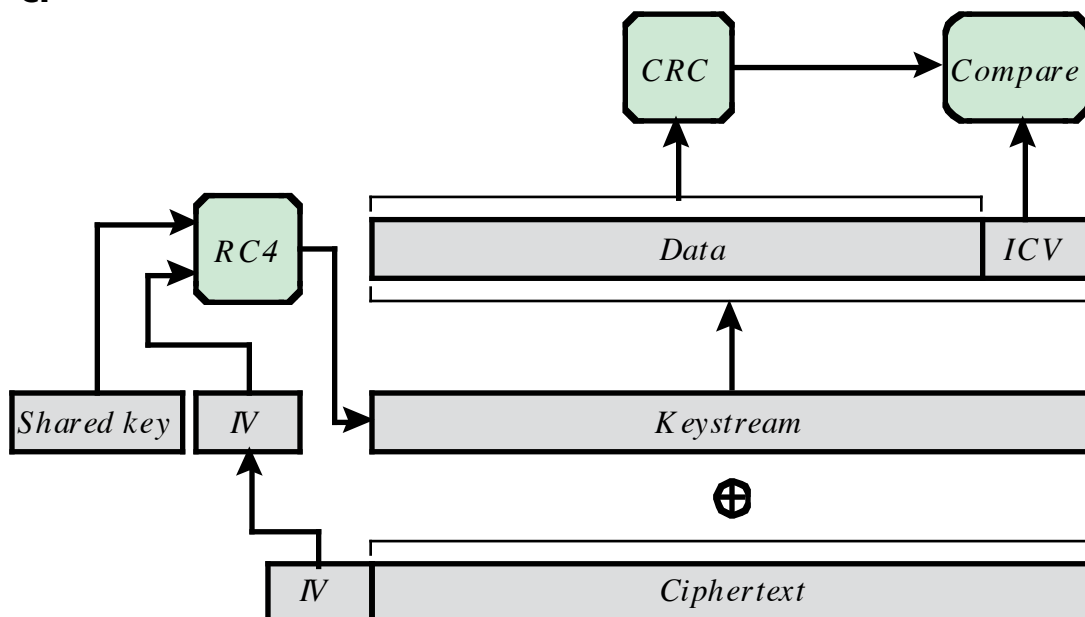 CRC
Compare
RC4
Data
ICV
Shared key
IV
Keystream
IV
Ciphertext